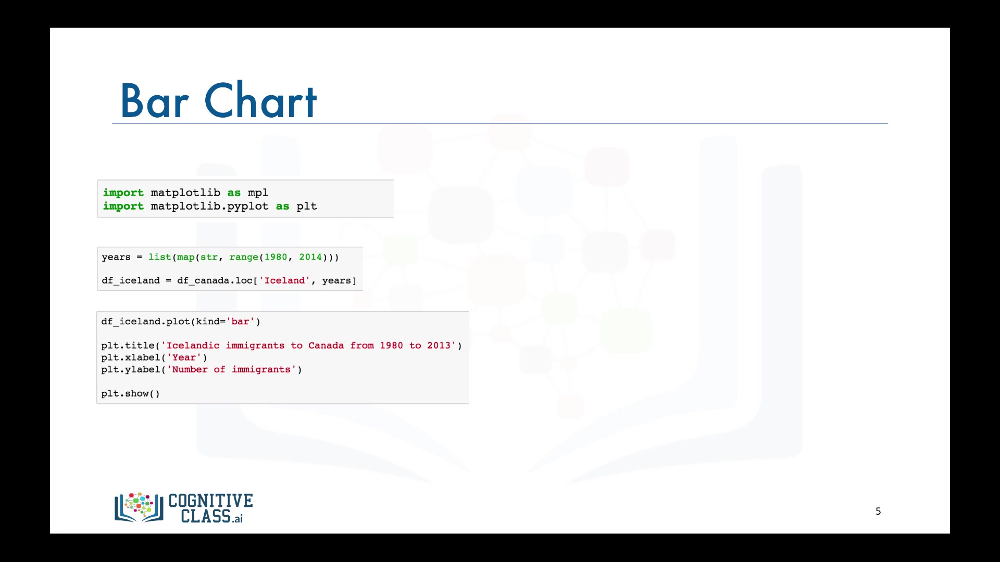 Bar Chart
import matplotlib as mpl
import matplotlib.pyplot as plt
years = list(map(str, range(1980, 2014)))
df_iceland = df_canada.loc['Iceland', years]
df_iceland.plot(kind='bar')
plt.title('Icelandic immigrants to Canada from 1980 to 2013')
plt.xlabel('Year')
plt.ylabel('Number of immigrants')
plt.show()
COGNITIVE
CLASS.ai
5